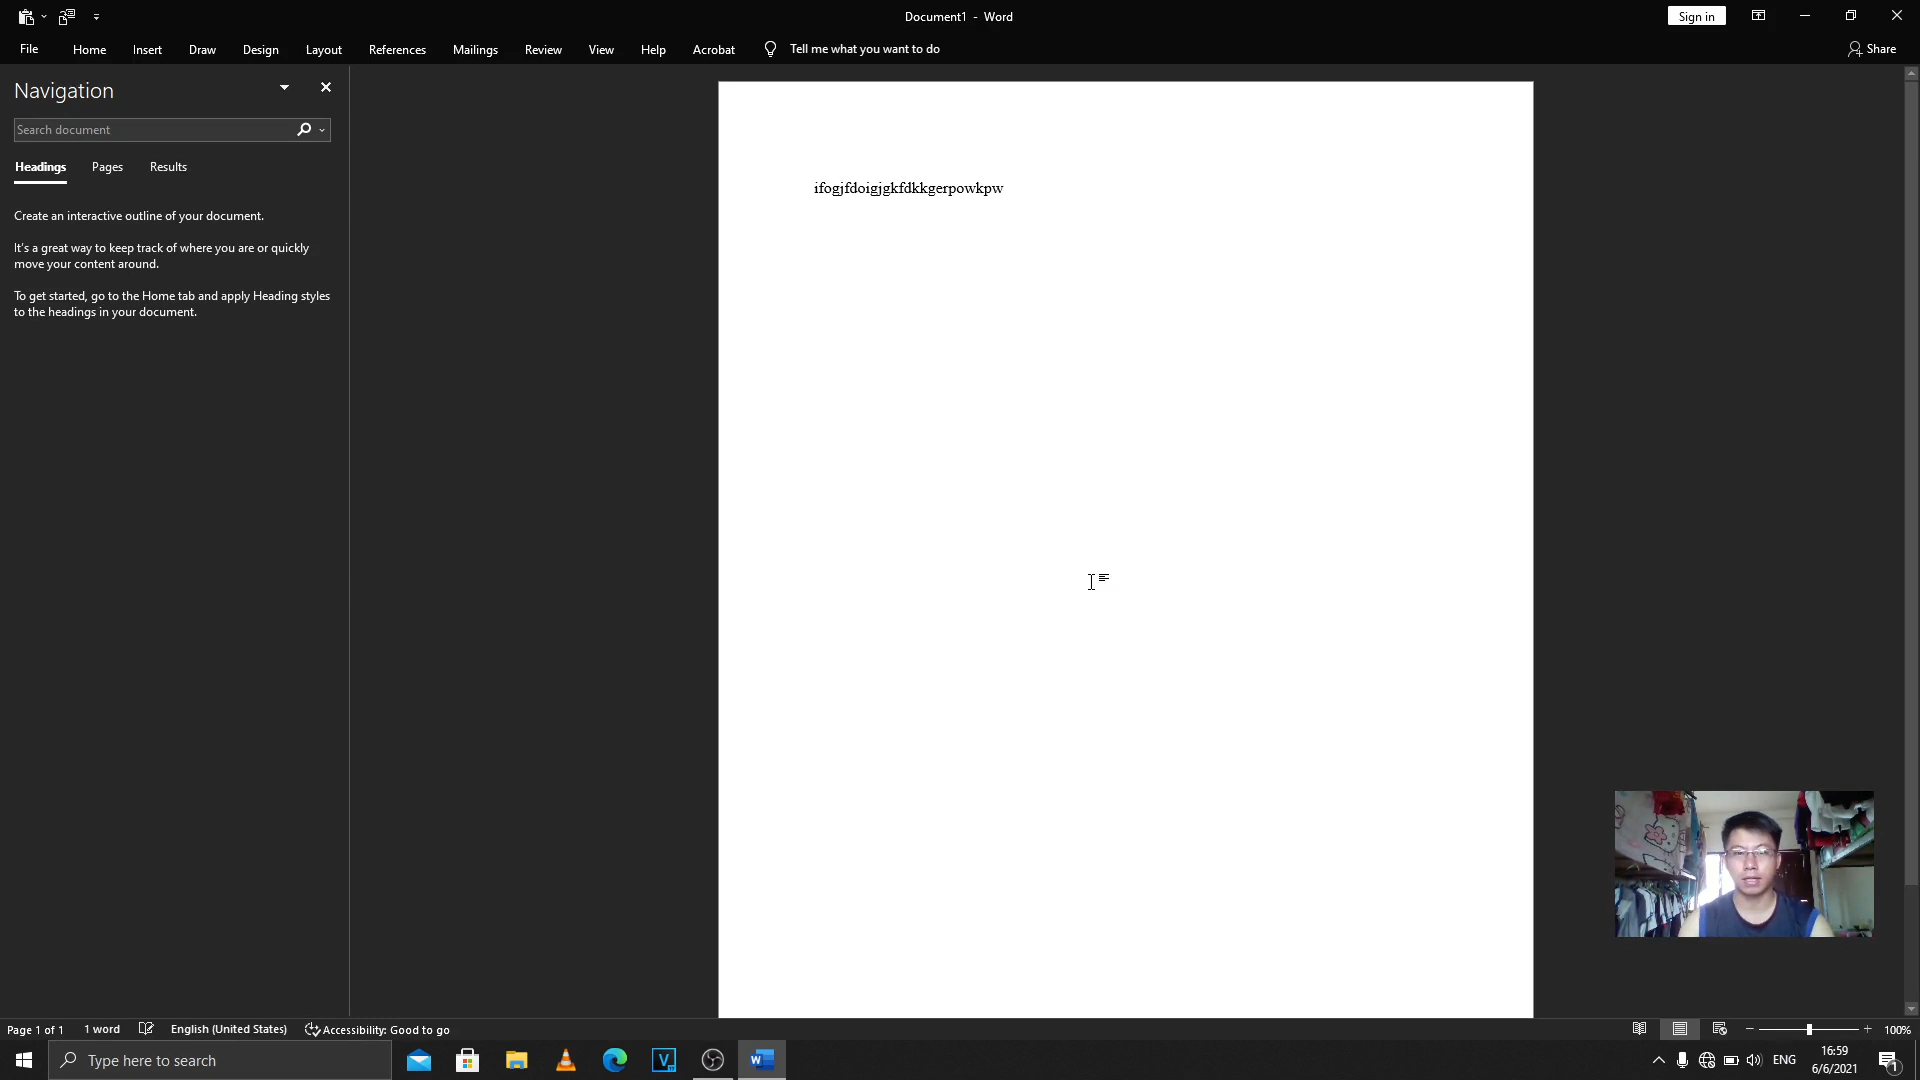 Document1 - Word
Sign in
File Home Insert Draw Design Layout References Mailings Review View Help Acrobat Tell me what you want to do Share
Navigation
Search document
Headings Pages Results
Create an interactive outline of your document.
It's a great way to keep track of where you are or quickly
move your content around.
To get started, go to the Home tab and apply Heading styles
to the headings in your document.
ifogjfdoigjgkfdkkgerpowkpw
Page 1 of 1 1 word English (United States) Accessibility: Good to go 100%
Type here to search
ENG
16:59
6/6/2021
1